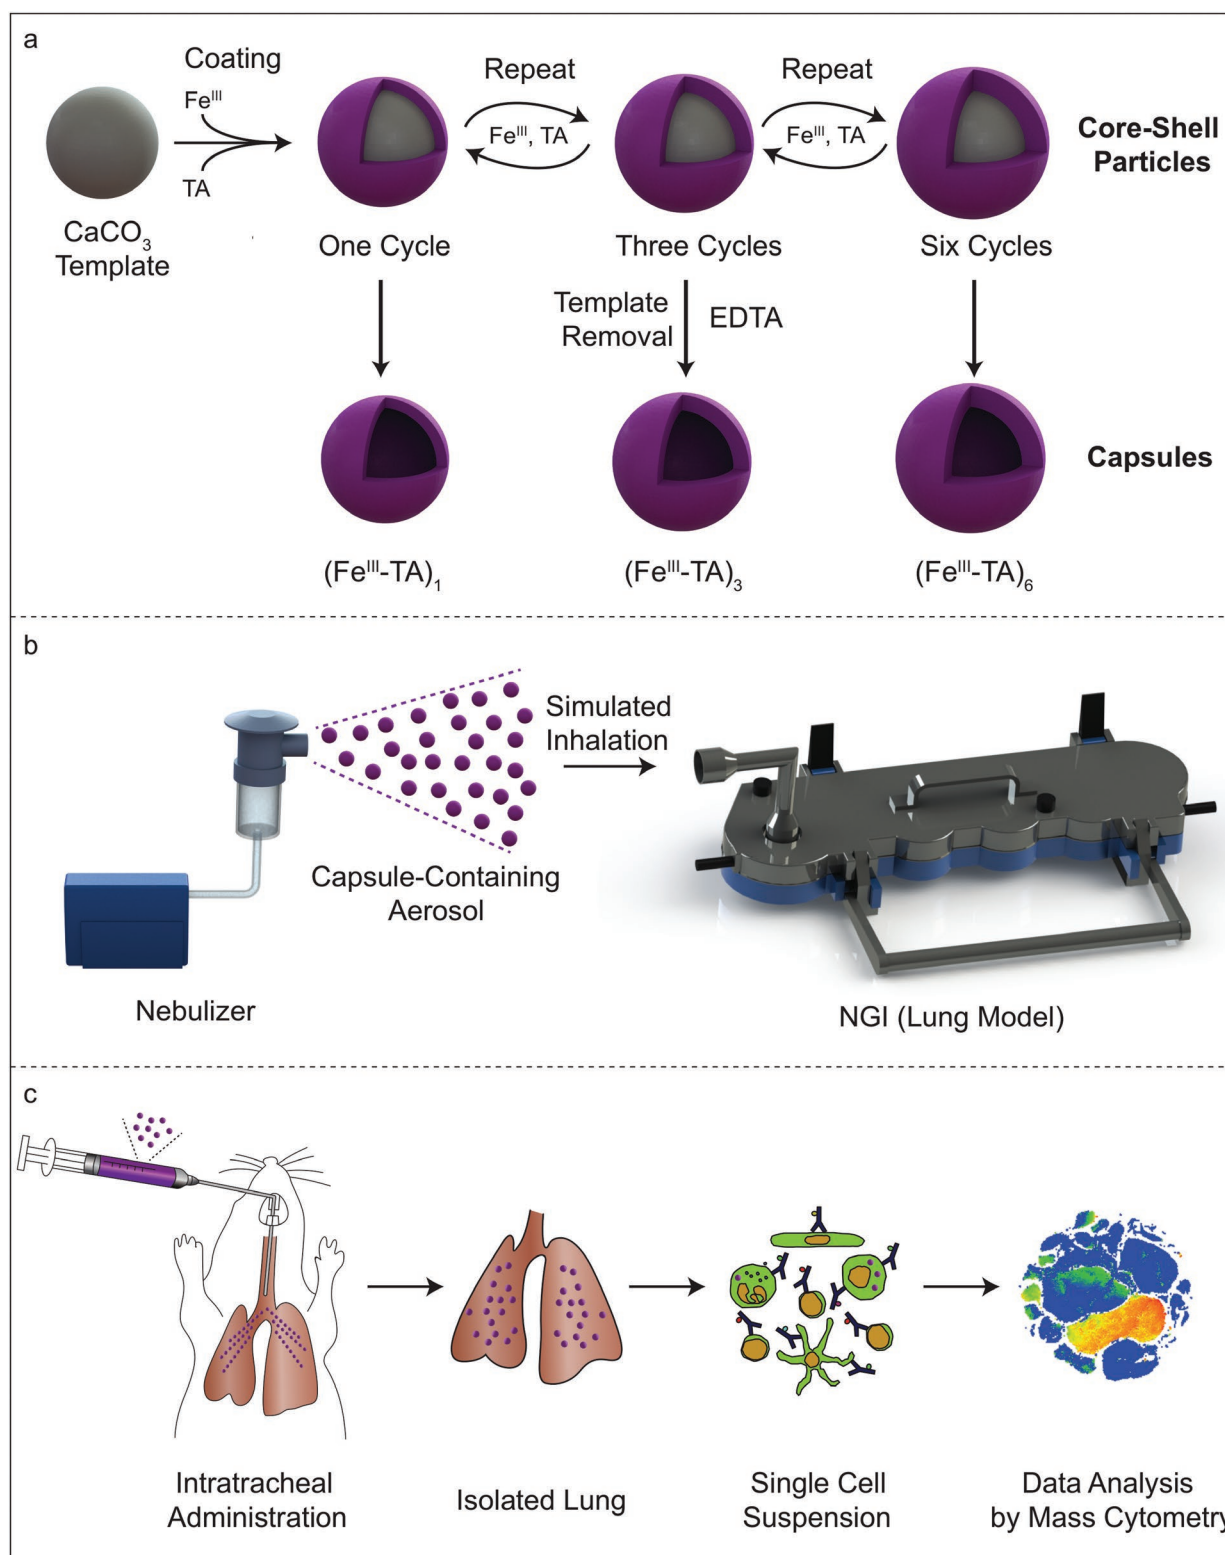 a
Coating
Fe^III
TA
CaCO₃
Template
Repeat
Fe^III, TA
Repeat
Fe^III, TA
Core-Shell
Particles
One Cycle
Three Cycles
Six Cycles
Template
Removal
EDTA
Capsules
(Fe^III-TA)₁
(Fe^III-TA)₃
(Fe^III-TA)₆
b
Simulated
Inhalation
Capsule-Containing
Aerosol
Nebulizer
NGI (Lung Model)
c
Intratracheal
Administration
Isolated Lung
Single Cell
Suspension
Data Analysis
by Mass Cytometry